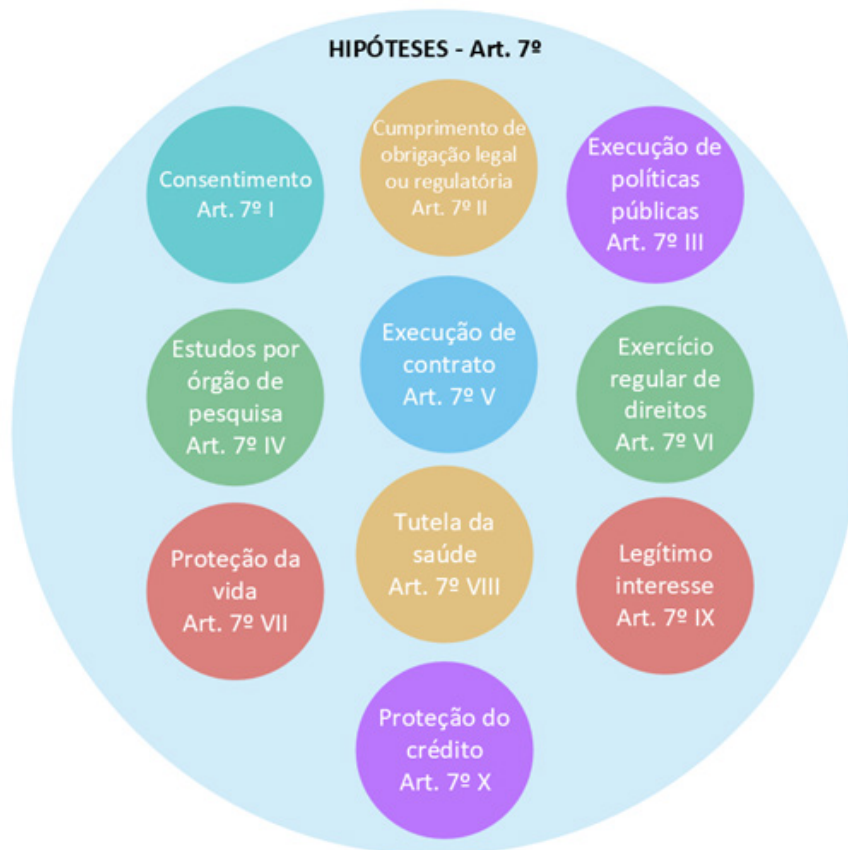 HIPÓTESES - Art. 7º
Consentimento
Art. 7º I
Cumprimento de
obrigação legal
ou regulatória
Art. 7º II
Execução de
políticas
públicas
Art. 7º III
Estudos por
órgão de
pesquisa
Art. 7º IV
Execução de
contrato
Art. 7º V
Exercício
regular de
direitos
Art. 7º VI
Proteção da
vida
Art. 7º VII
Tutela da
saúde
Art. 7º VIII
Legítimo
interesse
Art. 7º IX
Proteção do
crédito
Art. 7º X